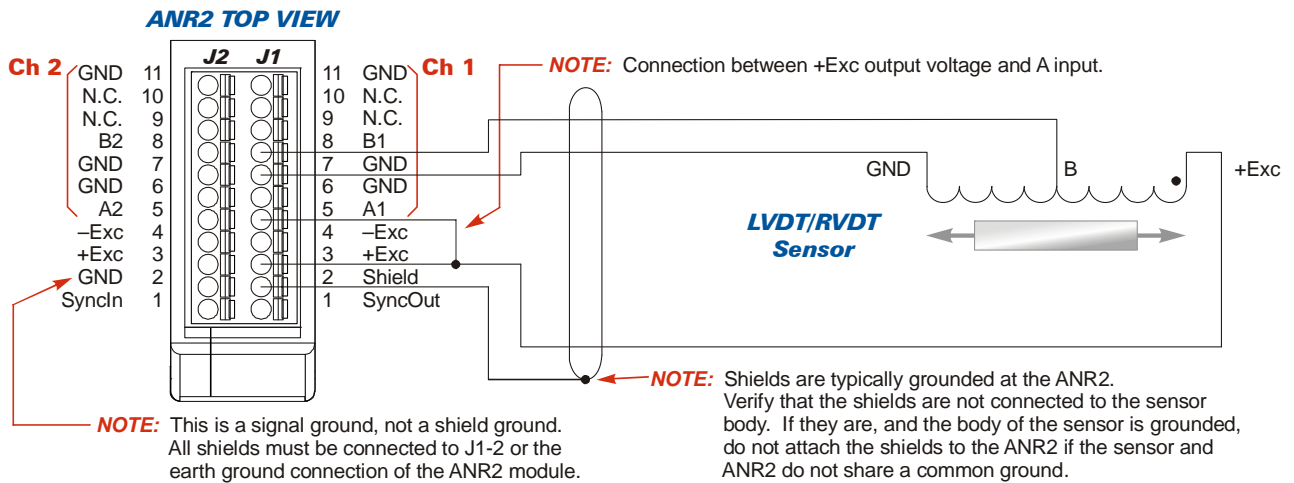 ANR2 TOP VIEW
J2 J1
Ch 2
GND 11
N.C. 10
N.C. 9
B2 8
GND 7
GND 6
A2 5
–Exc 4
+Exc 3
GND 2
SyncIn 1
Ch 1
11 GND
10 N.C.
9 N.C.
8 B1
7 GND
6 GND
5 A1
4 –Exc
3 +Exc
2 Shield
1 SyncOut
NOTE: Connection between +Exc output voltage and A input.
GND
B
+Exc
LVDT/RVDT
Sensor
NOTE: This is a signal ground, not a shield ground.
All shields must be connected to J1-2 or the
earth ground connection of the ANR2 module.
NOTE: Shields are typically grounded at the ANR2.
Verify that the shields are not connected to the sensor
body. If they are, and the body of the sensor is grounded,
do not attach the shields to the ANR2 if the sensor and
ANR2 do not share a common ground.